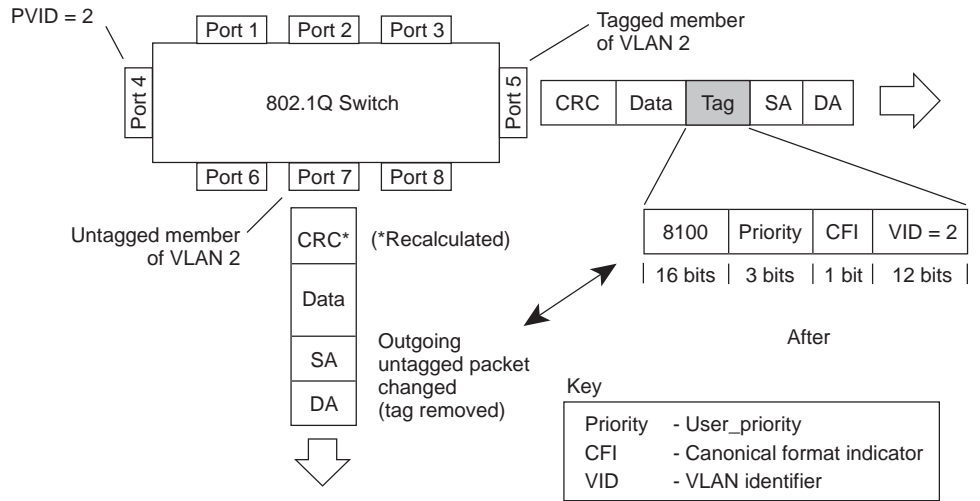 PVID = 2
Port 1
Port 2
Port 3
Tagged member
of VLAN 2
Port 4
802.1Q Switch
Port 5
CRC
Data
Tag
SA
DA
Port 6
Port 7
Port 8
Untagged member
of VLAN 2
CRC*
(*Recalculated)
8100
Priority
CFI
VID = 2
16 bits
3 bits
1 bit
12 bits
Data
SA
DA
Outgoing
untagged packet
changed
(tag removed)
After
Key
Priority - User_priority
CFI - Canonical format indicator
VID - VLAN identifier